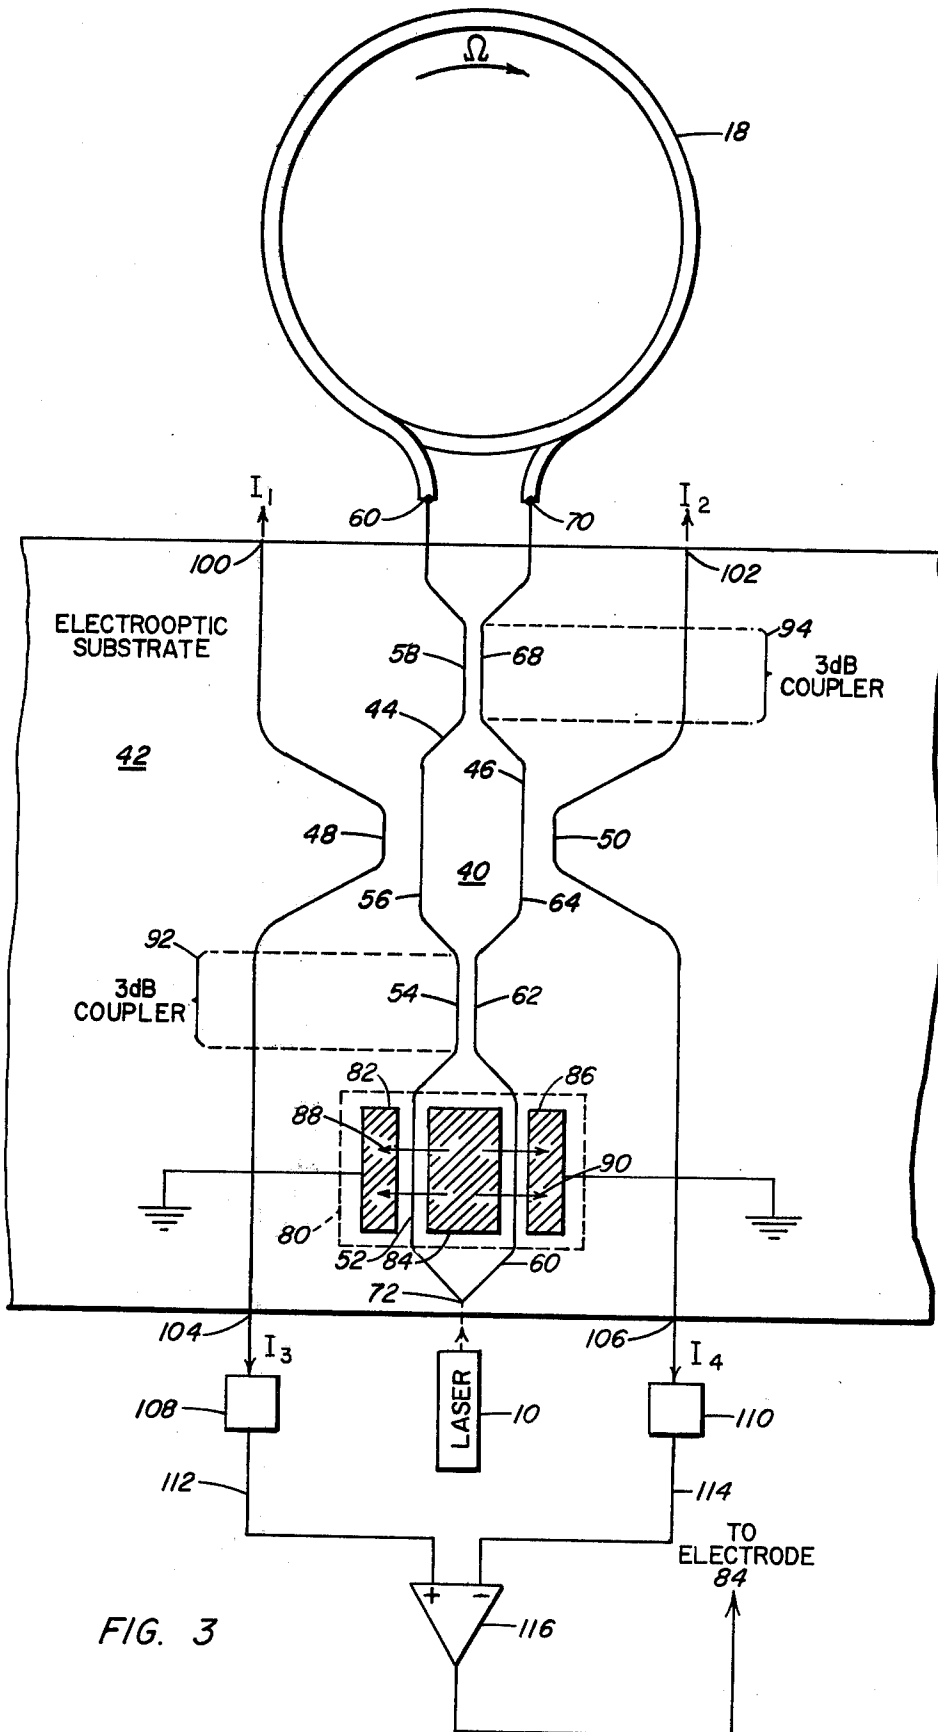 Ω
18
I1
60
70
I2
100
102
ELECTROOPTIC
SUBSTRATE
58
68
94
3dB
COUPLER
44
42
46
48
50
40
56
64
92
3dB
COUPLER
54
62
82
86
88
90
80
52
84
60
72
104
106
I3
I4
108
LASER
10
110
112
114
TO
ELECTRODE
84
+
−
116
FIG. 3